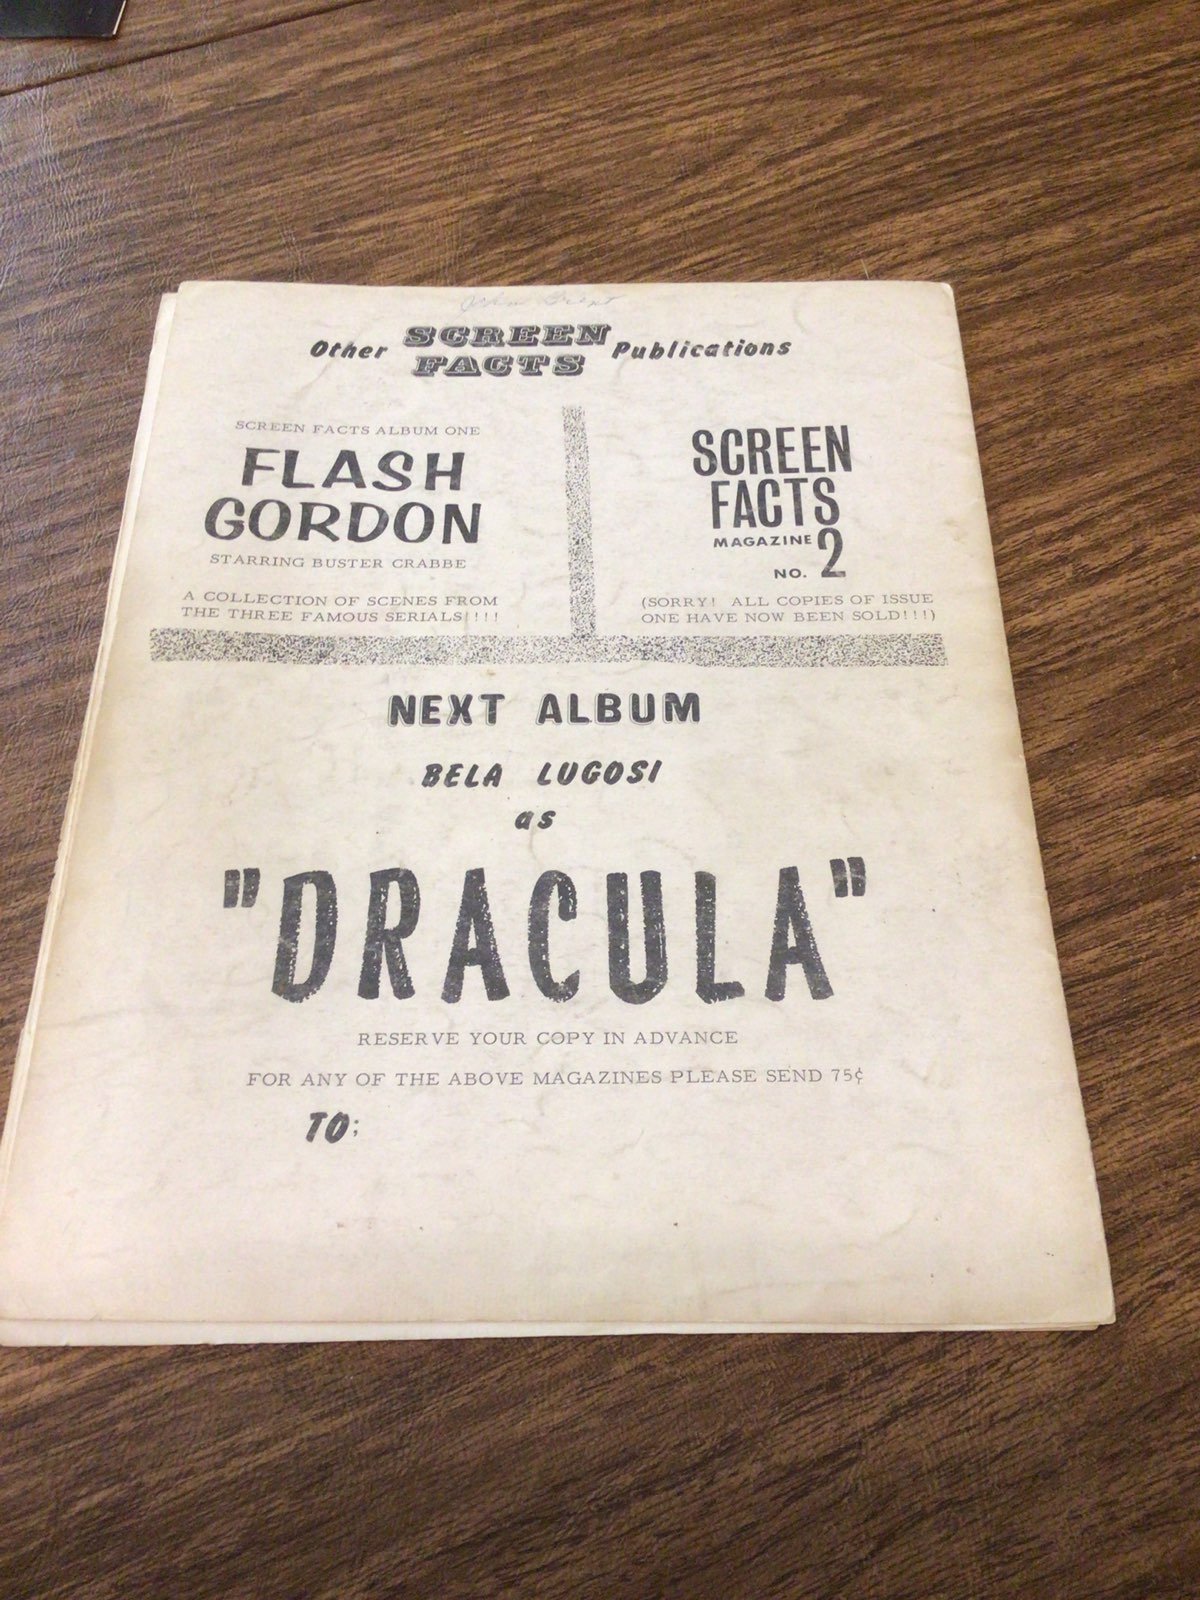 Other SCREEN FACTS Publications
SCREEN FACTS ALBUM ONE
FLASH
GORDON
STARRING BUSTER CRABBE
A COLLECTION OF SCENES FROM
THE THREE FAMOUS SERIALS!!!!
SCREEN
FACTS
MAGAZINE
NO. 2
(SORRY! ALL COPIES OF ISSUE
ONE HAVE NOW BEEN SOLD!!!)
NEXT ALBUM
BELA LUGOSI
as
"DRACULA"
RESERVE YOUR COPY IN ADVANCE
FOR ANY OF THE ABOVE MAGAZINES PLEASE SEND 75¢
TO;